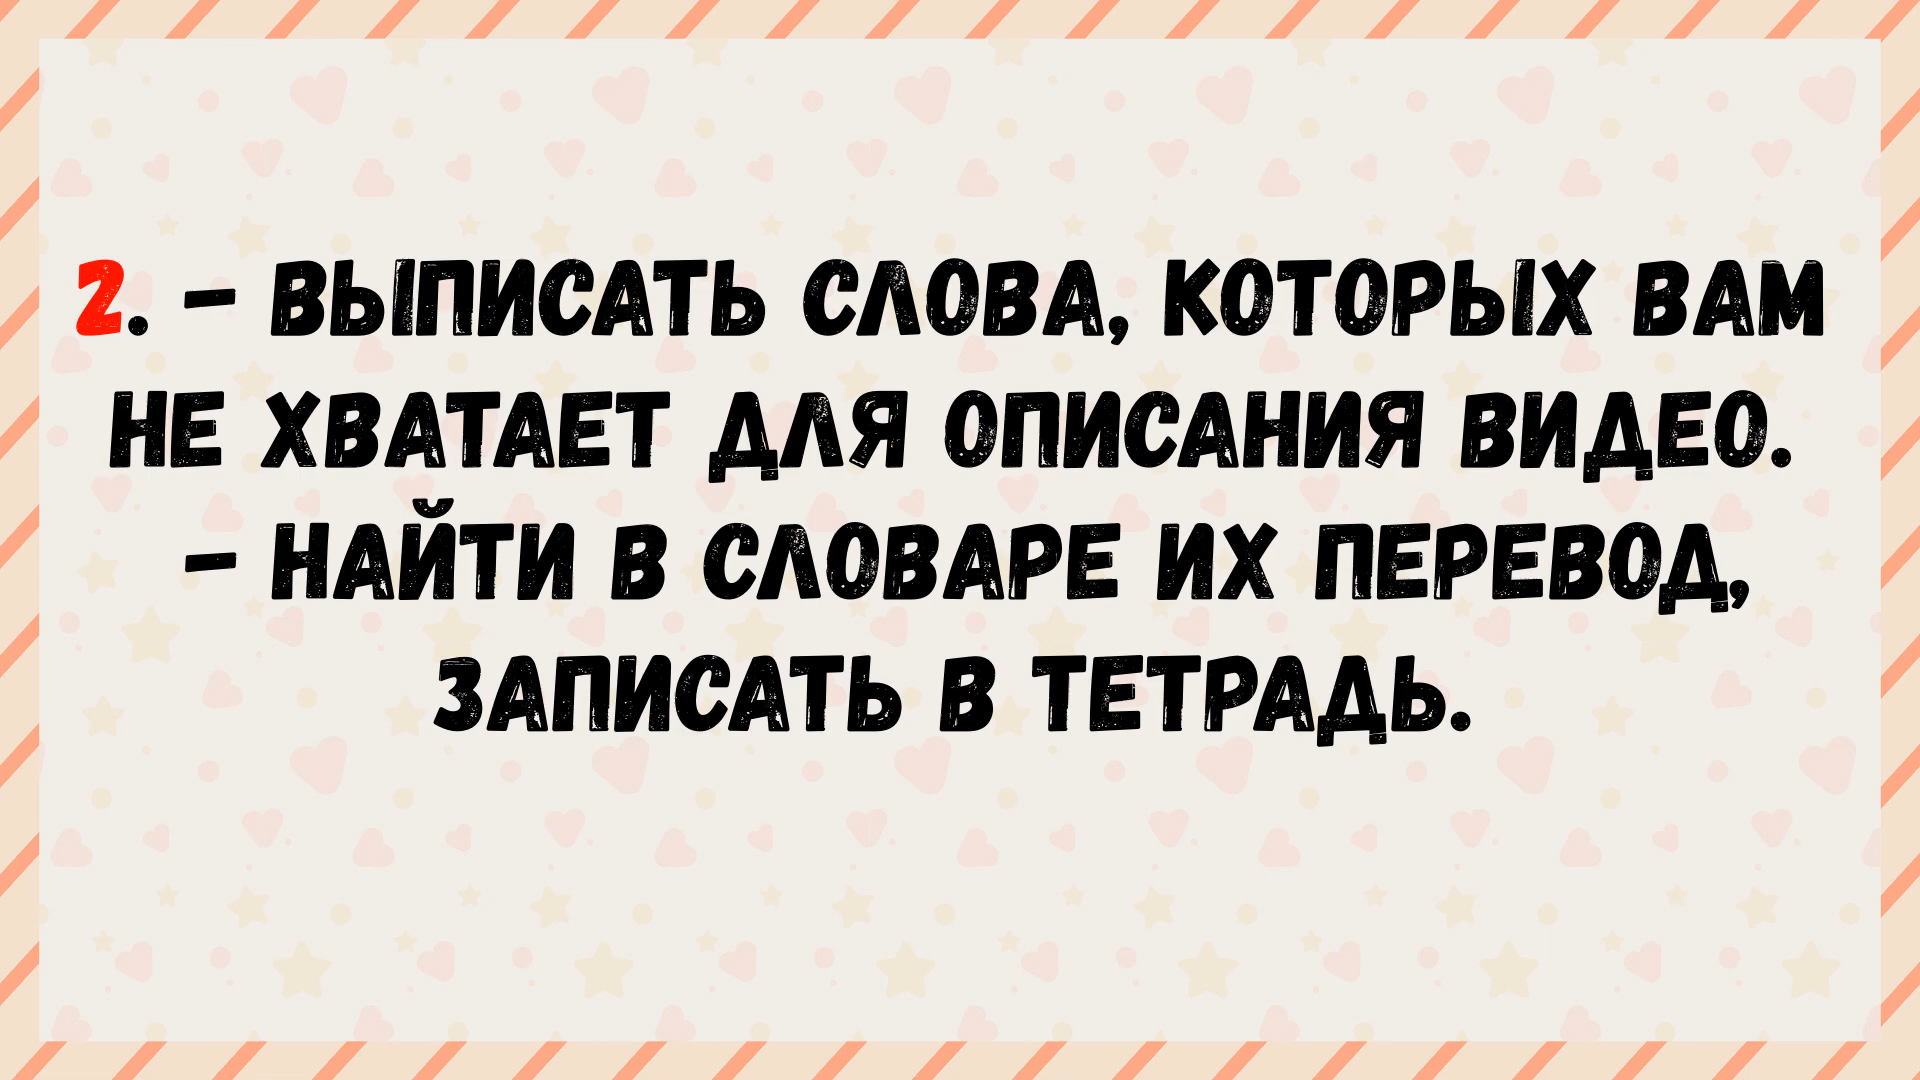 2. - ВЫПИСАТЬ СЛОВА, КОТОРЫХ ВАМ
НЕ ХВАТАЕТ ДЛЯ ОПИСАНИЯ ВИДЕО.
- НАЙТИ В СЛОВАРЕ ИХ ПЕРЕВОД,
ЗАПИСАТЬ В ТЕТРАДЬ.